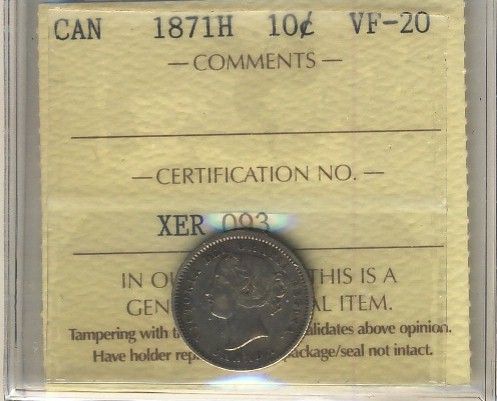 CAN 1871H 10¢ VF-20
— COMMENTS —
— CERTIFICATION NO. —
XER 093
IN OU THIS IS A
GEN AL ITEM.
Tampering with t alidates above opinion.
Have holder rep ackage/seal not intact.